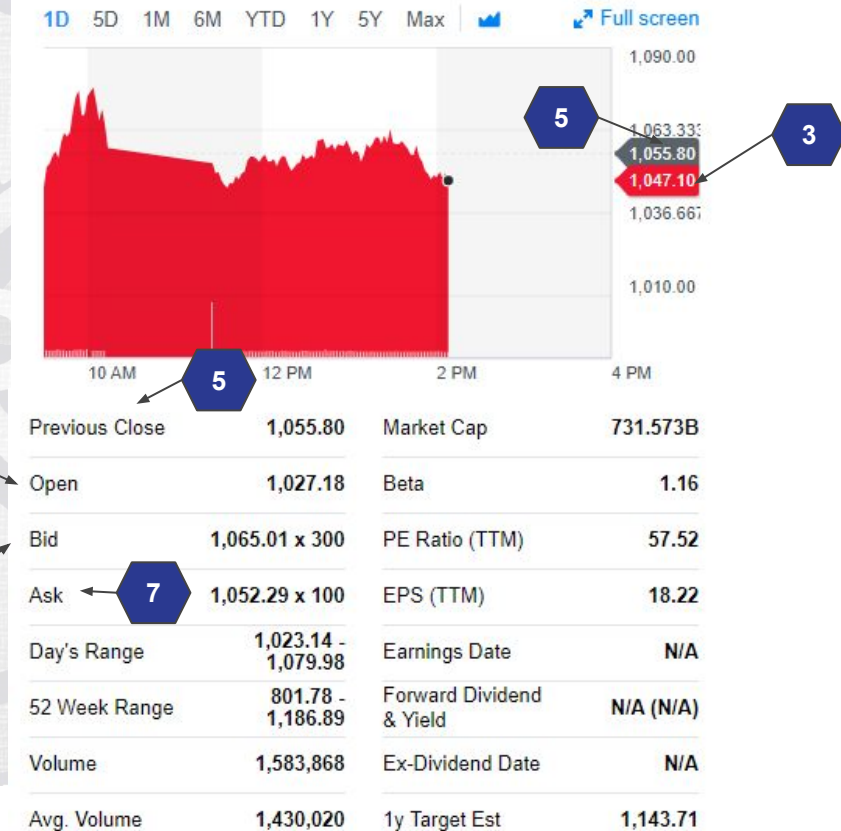 1D 5D 1M 6M YTD 1Y 5Y Max Full screen
1,090.00
5
3
1,063.333
1,055.80
1,047.10
1,036.667
1,010.00
10 AM 12 PM 2 PM 4 PM
5
Previous Close 1,055.80 Market Cap 731.573B
Open 1,027.18 Beta 1.16
Bid 1,065.01 x 300 PE Ratio (TTM) 57.52
Ask 7 1,052.29 x 100 EPS (TTM) 18.22
Day's Range 1,023.14 -
1,079.98 Earnings Date N/A
52 Week Range 801.78 -
1,186.89 Forward Dividend
& Yield N/A (N/A)
Volume 1,583,868 Ex-Dividend Date N/A
Avg. Volume 1,430,020 1y Target Est 1,143.71